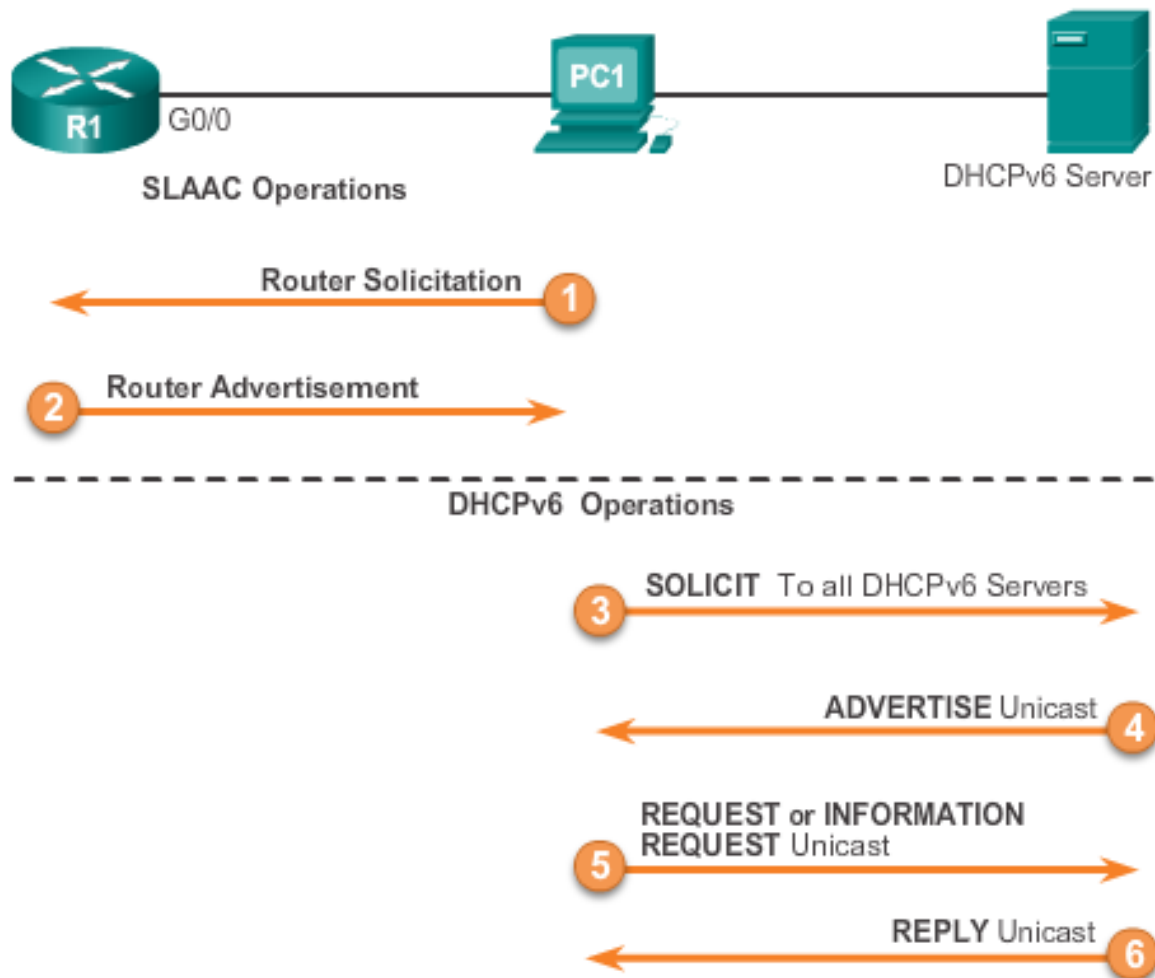 PC1
R1
G0/0
DHCPv6 Server
SLAAC Operations
Router Solicitation
1
2
Router Advertisement
DHCPv6 Operations
3
SOLICIT To all DHCPv6 Servers
ADVERTISE Unicast
4
REQUEST or INFORMATION
REQUEST Unicast
5
REPLY Unicast
6